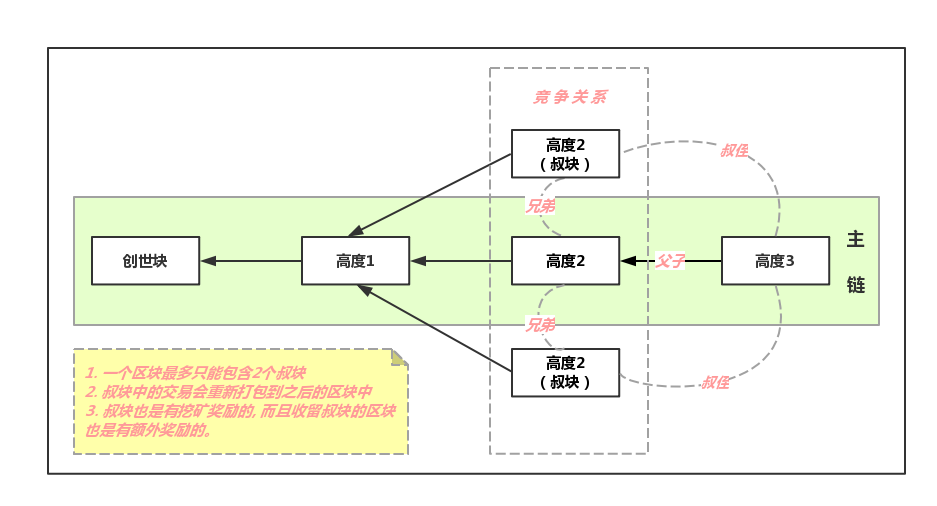 竞 争 关 系
高度2
（叔块）
叔侄
兄弟
主
链
创世块
高度1
高度2
父子
高度3
兄弟
高度2
（叔块）
叔侄
1. 一个区块最多只能包含2个叔块
2. 叔块中的交易会重新打包到之后的区块中
3. 叔块也是有挖矿奖励的, 而且收留叔块的区块
也是有额外奖励的。